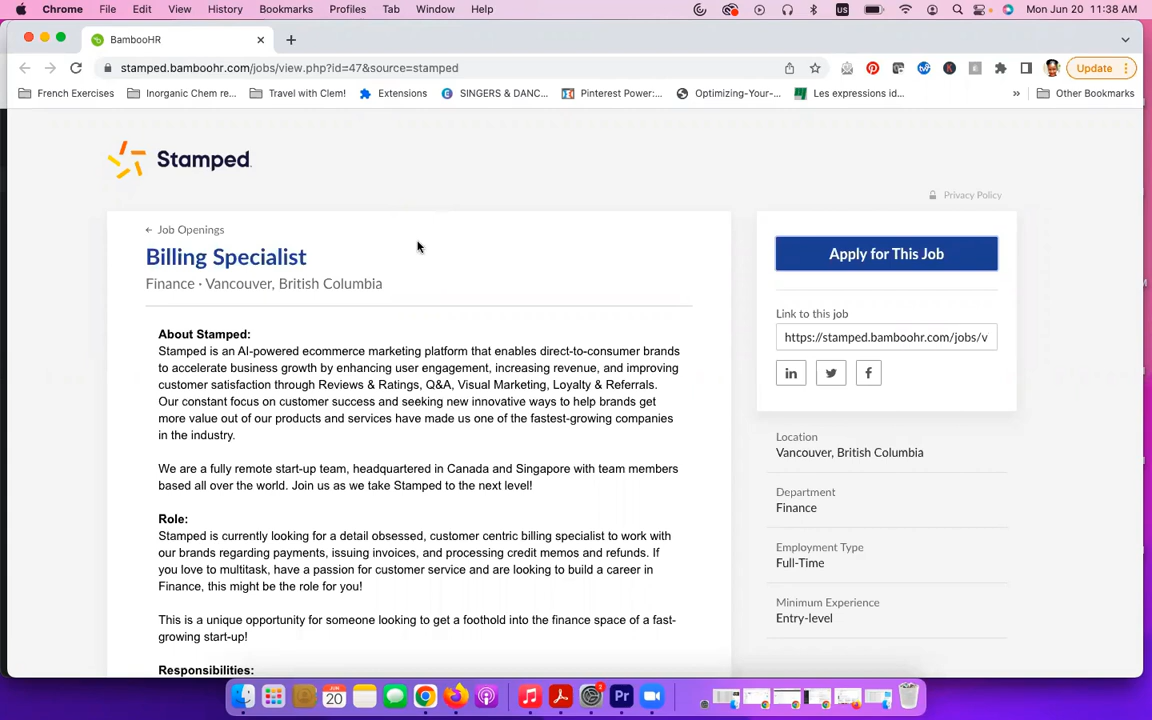 Chrome File Edit View History Bookmarks Profiles Tab Window Help US Mon Jun 20 11:38 AM
BambooHR
stamped.bamboohr.com/jobs/view.php?id=47&source=stamped Update
French Exercises Inorganic Chem re... Travel with Clem! Extensions SINGERS & DANC... Pinterest Power:... Optimizing-Your-... Les expressions id... » Other Bookmarks
Stamped
Privacy Policy
Job Openings
Billing Specialist
Finance · Vancouver, British Columbia
About Stamped:
Stamped is an AI-powered ecommerce marketing platform that enables direct-to-consumer brands
to accelerate business growth by enhancing user engagement, increasing revenue, and improving
customer satisfaction through Reviews & Ratings, Q&A, Visual Marketing, Loyalty & Referrals.
Our constant focus on customer success and seeking new innovative ways to help brands get
more value out of our products and services have made us one of the fastest-growing companies
in the industry.
We are a fully remote start-up team, headquartered in Canada and Singapore with team members
based all over the world. Join us as we take Stamped to the next level!
Role:
Stamped is currently looking for a detail obsessed, customer centric billing specialist to work with
our brands regarding payments, issuing invoices, and processing credit memos and refunds. If
you love to multitask, have a passion for customer service and are looking to build a career in
Finance, this might be the role for you!
This is a unique opportunity for someone looking to get a foothold into the finance space of a fast-
growing start-up!
Responsibilities:
Apply for This Job
Link to this job
https://stamped.bamboohr.com/jobs/v
Location
Vancouver, British Columbia
Department
Finance
Employment Type
Full-Time
Minimum Experience
Entry-level
JUN
20
Pr